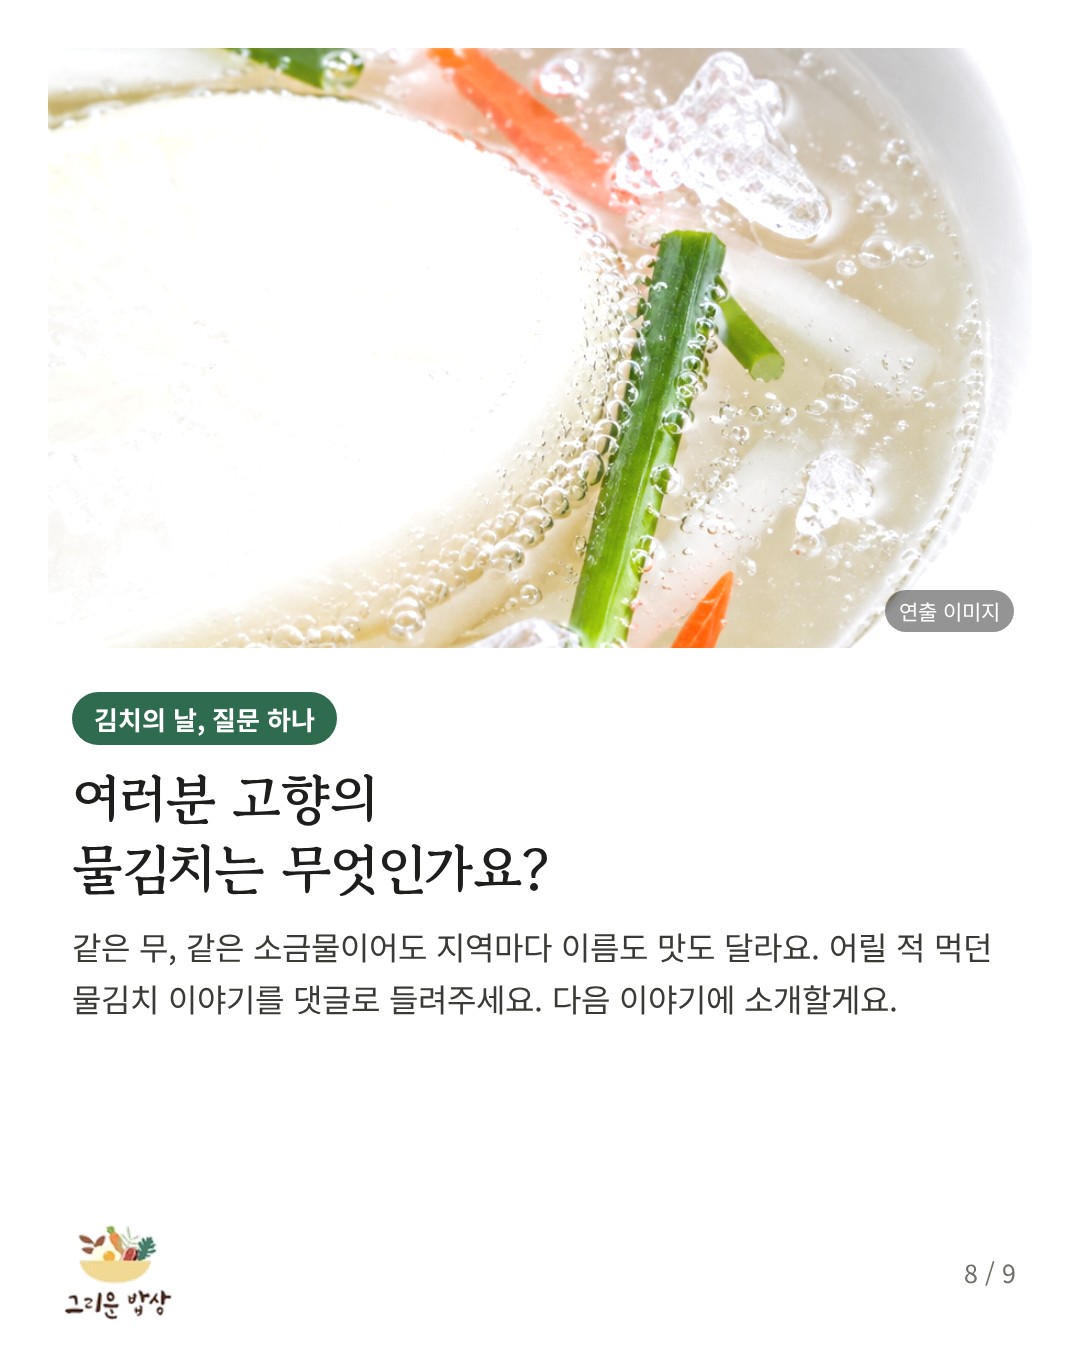 연출 이미지
김치의 날, 질문 하나
여러분 고향의
물김치는 무엇인가요?
같은 무, 같은 소금물이어도 지역마다 이름도 맛도 달라요. 어릴 적 먹던
물김치 이야기를 댓글로 들려주세요. 다음 이야기에 소개할게요.
그리운 밥상
8 / 9